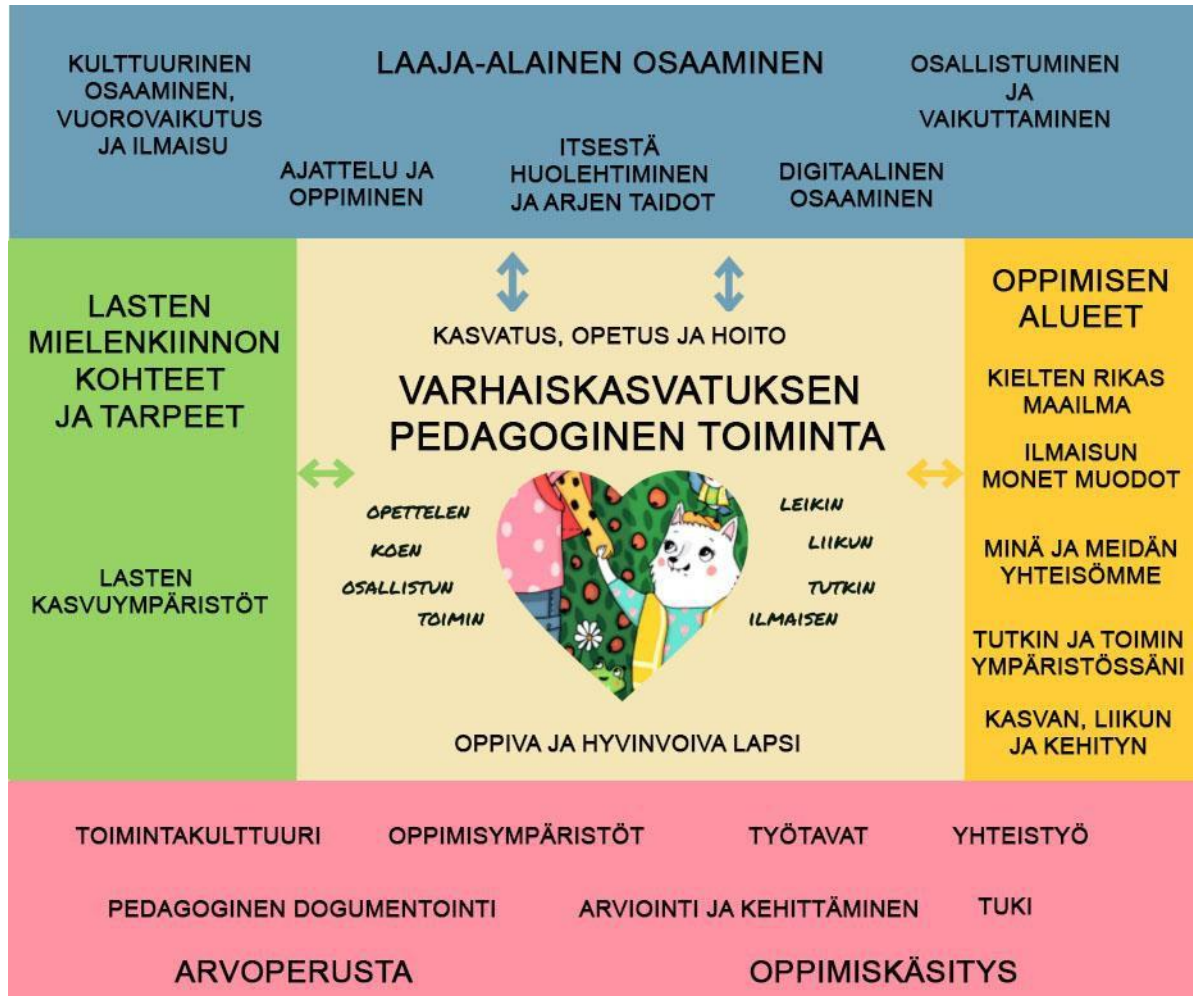 LAAJA-ALAINEN OSAAMINEN
KULTTUURINEN
OSAAMINEN,
VUOROVAIKUTUS
JA ILMAISU
AJATTELU JA
OPPIMINEN
ITSESTÄ
HUOLEHTIMINEN
JA ARJEN TAIDOT
DIGITAALINEN
OSAAMINEN
OSALLISTUMINEN
JA
VAIKUTTAMINEN
LASTEN
MIELENKIINNON
KOHTEET
JA TARPEET
LASTEN
KASVUYMPÄRISTÖT
KASVATUS, OPETUS JA HOITO
VARHAISKASVATUKSEN
PEDAGOGINEN TOIMINTA
OPETTELEN
KOEN
OSALLISTUN
TOIMIN
LEIKIN
LIIKUN
TUTKIN
ILMAISEN
OPPIVA JA HYVINVOIVA LAPSI
OPPIMISEN
ALUEET
KIELTEN RIKAS
MAAILMA
ILMAISUN
MONET MUODOT
MINÄ JA MEIDÄN
YHTEISÖMME
TUTKIN JA TOIMIN
YMPÄRISTÖSSÄNI
KASVAN, LIIKUN
JA KEHITYN
TOIMINTAKULTTUURI
OPPIMISYMPÄRISTÖT
TYÖTAVAT
YHTEISTYÖ
PEDAGOGINEN DOGUMENTOINTI
ARVIOINTI JA KEHITTÄMINEN
TUKI
ARVOPERUSTA
OPPIMISKÄSITYS